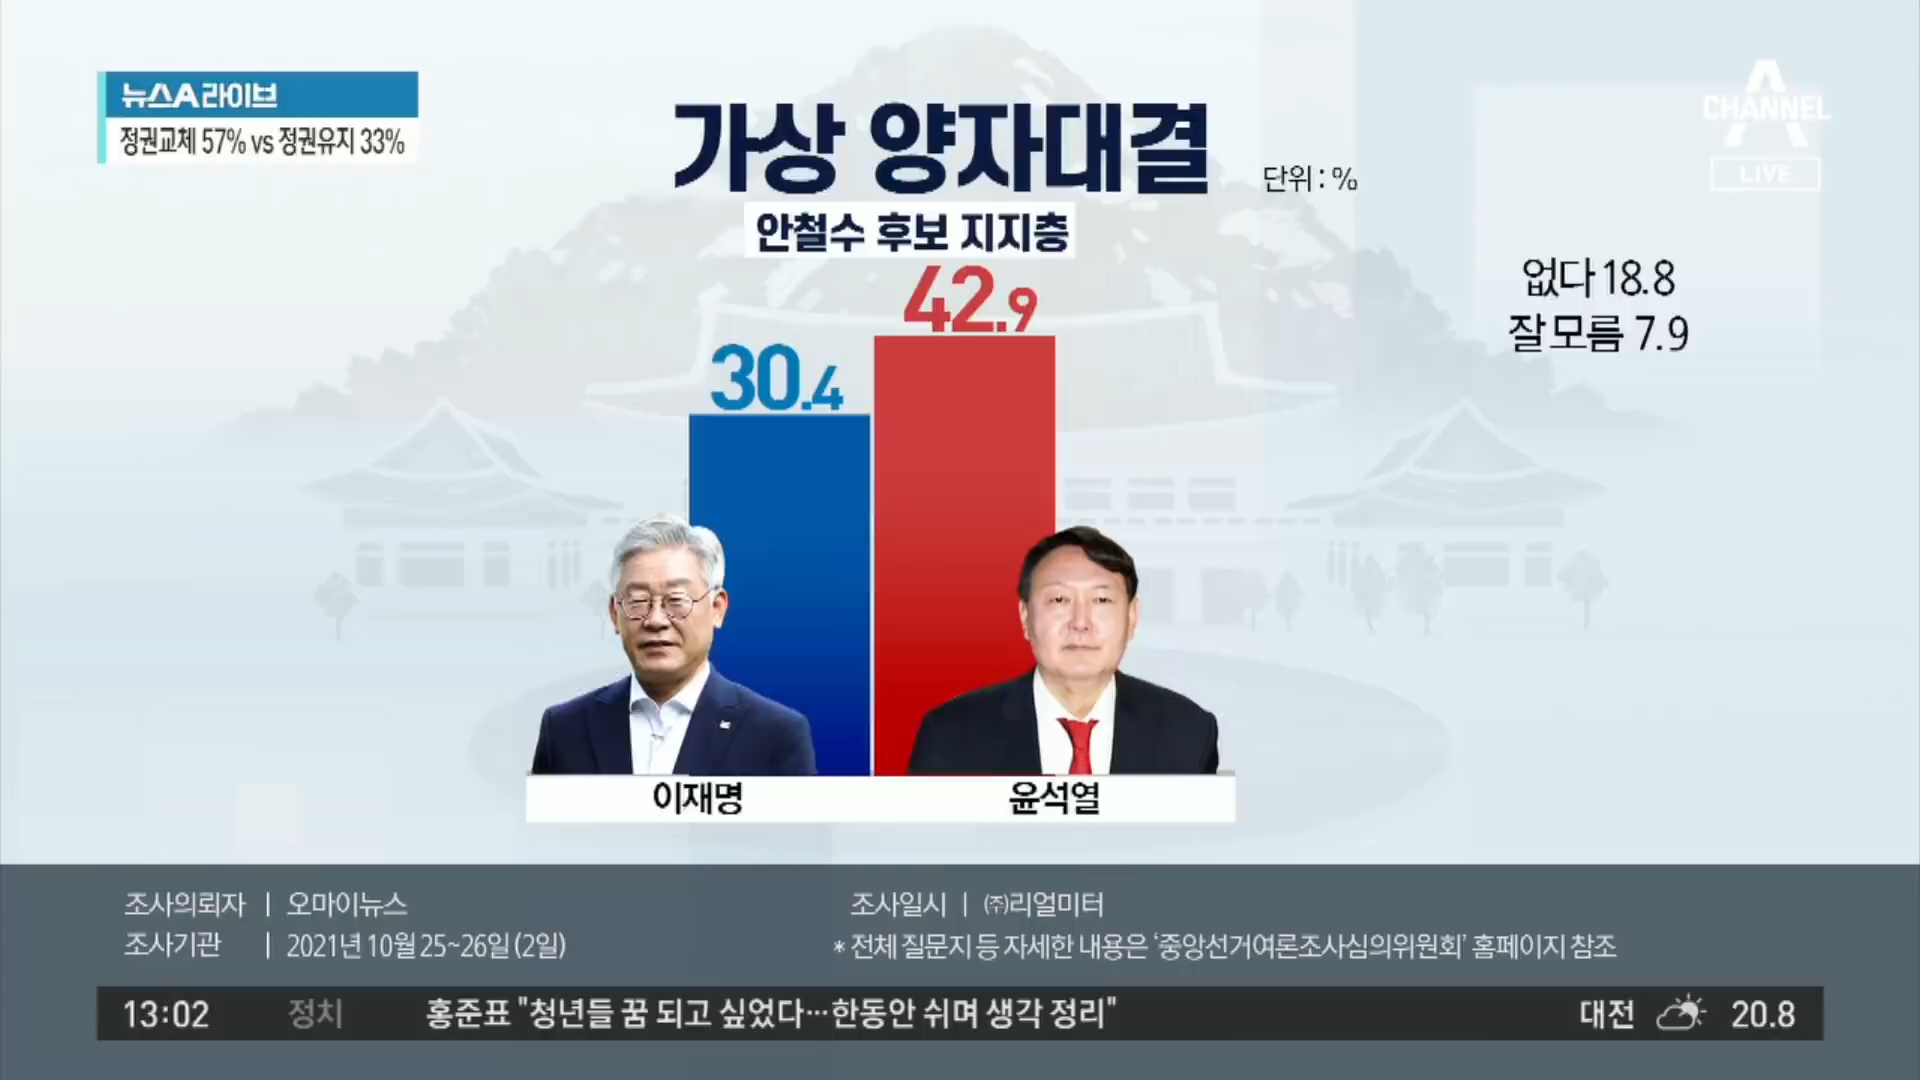 뉴스A 라이브
정권교체 57% vs 정권유지 33%
CHANNEL A
LIVE
가상 양자대결
단위 : %
안철수 후보 지지층
42.9
30.4
없다 18.8
잘 모름 7.9
이재명
윤석열
조사의뢰자 | 오마이뉴스
조사일시 | ㈜리얼미터
조사기관 | 2021년 10월 25~26일 (2일)
* 전체 질문지 등 자세한 내용은 ‘중앙선거여론조사심의위원회’ 홈페이지 참조
13:02 정치 홍준표 "청년들 꿈 되고 싶었다…한동안 쉬며 생각 정리" 대전 20.8